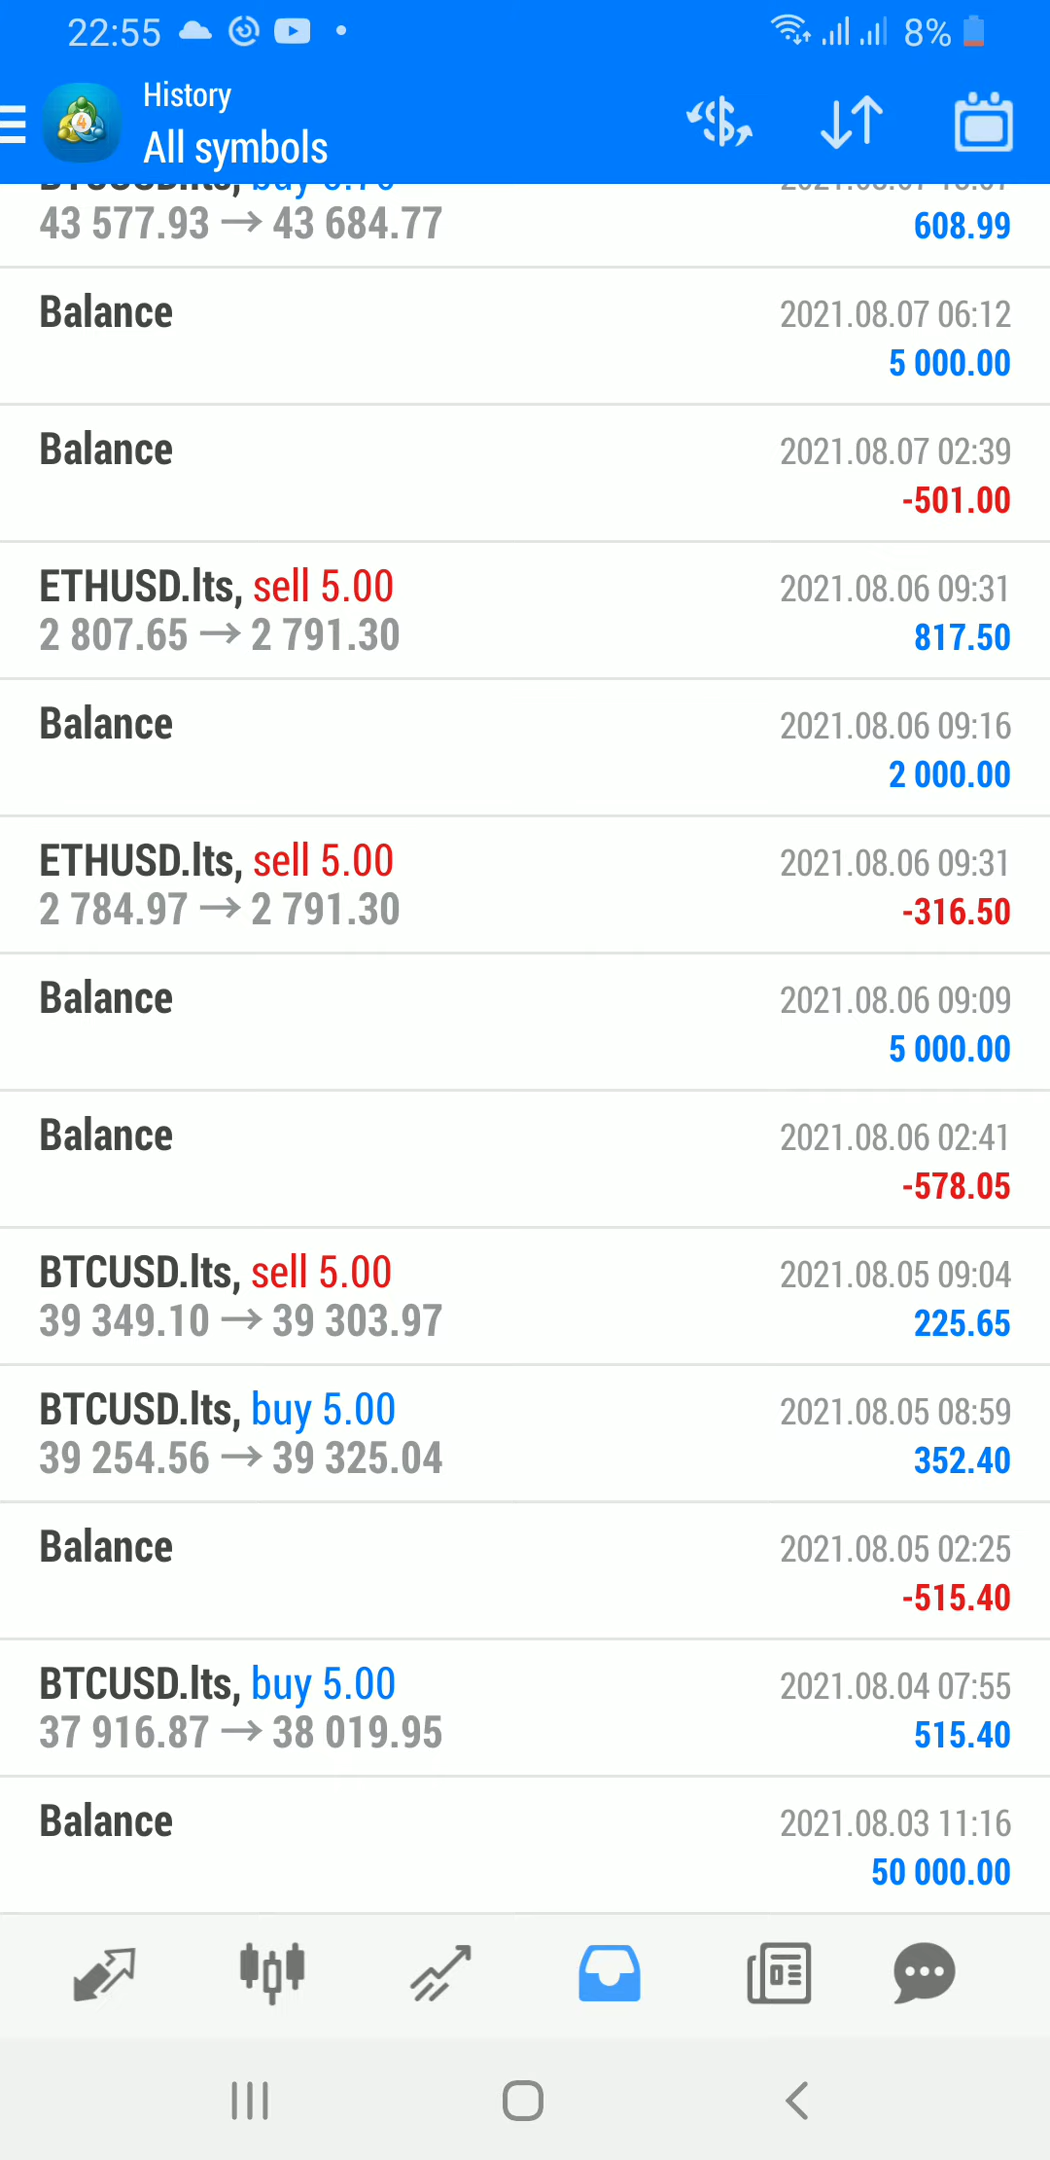 22:55 8%
History
All symbols
43 577.93 → 43 684.77 608.99
Balance 2021.08.07 06:12
5 000.00
Balance 2021.08.07 02:39
-501.00
ETHUSD.lts, sell 5.00 2021.08.06 09:31
2 807.65 → 2 791.30 817.50
Balance 2021.08.06 09:16
2 000.00
ETHUSD.lts, sell 5.00 2021.08.06 09:31
2 784.97 → 2 791.30 -316.50
Balance 2021.08.06 09:09
5 000.00
Balance 2021.08.06 02:41
-578.05
BTCUSD.lts, sell 5.00 2021.08.05 09:04
39 349.10 → 39 303.97 225.65
BTCUSD.lts, buy 5.00 2021.08.05 08:59
39 254.56 → 39 325.04 352.40
Balance 2021.08.05 02:25
-515.40
BTCUSD.lts, buy 5.00 2021.08.04 07:55
37 916.87 → 38 019.95 515.40
Balance 2021.08.03 11:16
50 000.00